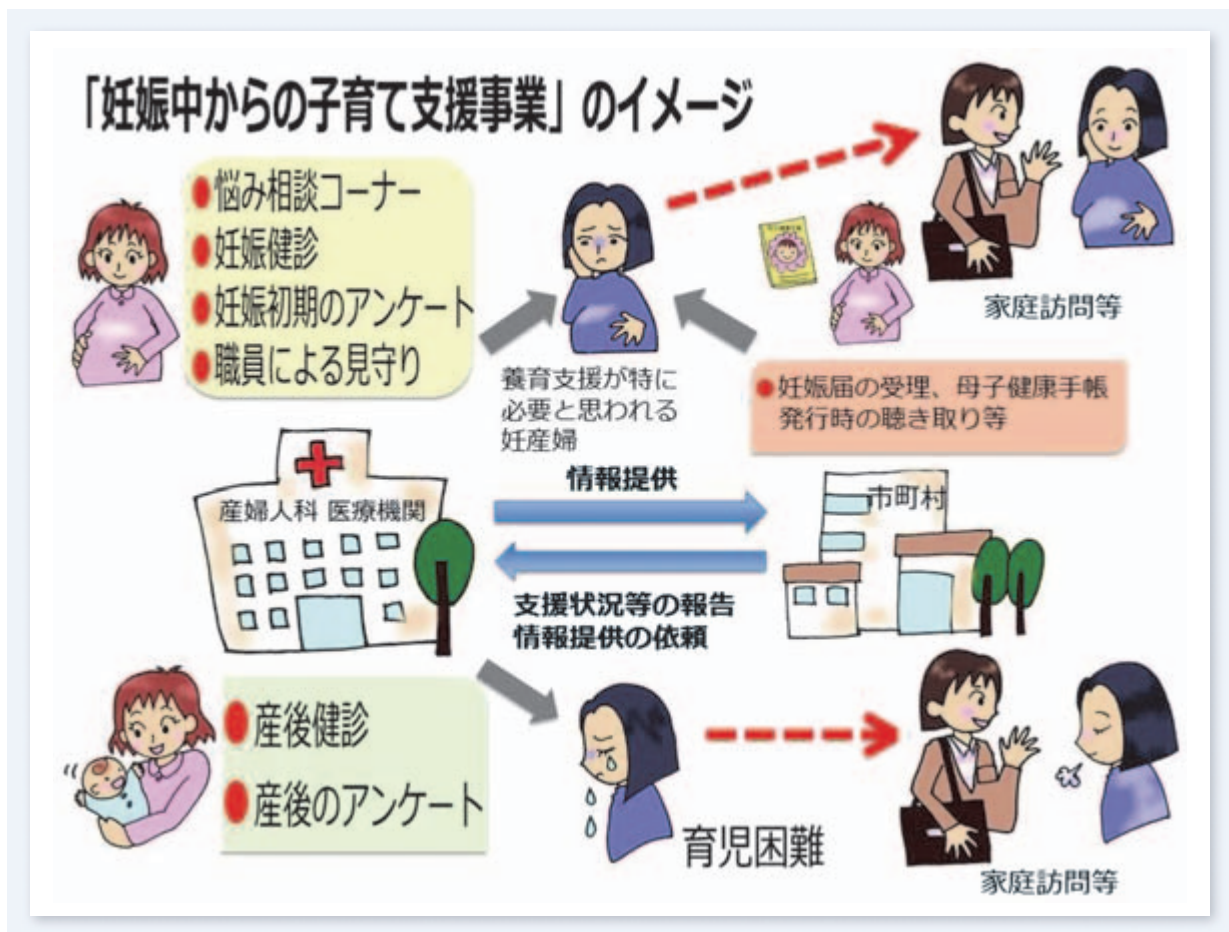 「妊娠中からの子育て支援事業」のイメージ
●悩み相談コーナー
●妊娠健診
●妊娠初期のアンケート
●職員による見守り
養育支援が特に
必要と思われる
妊産婦
家庭訪問等
●妊娠届の受理、母子健康手帳
発行時の聴き取り等
産婦人科 医療機関
情報提供
市町村
支援状況等の報告
情報提供の依頼
●産後健診
●産後のアンケート
育児困難
家庭訪問等